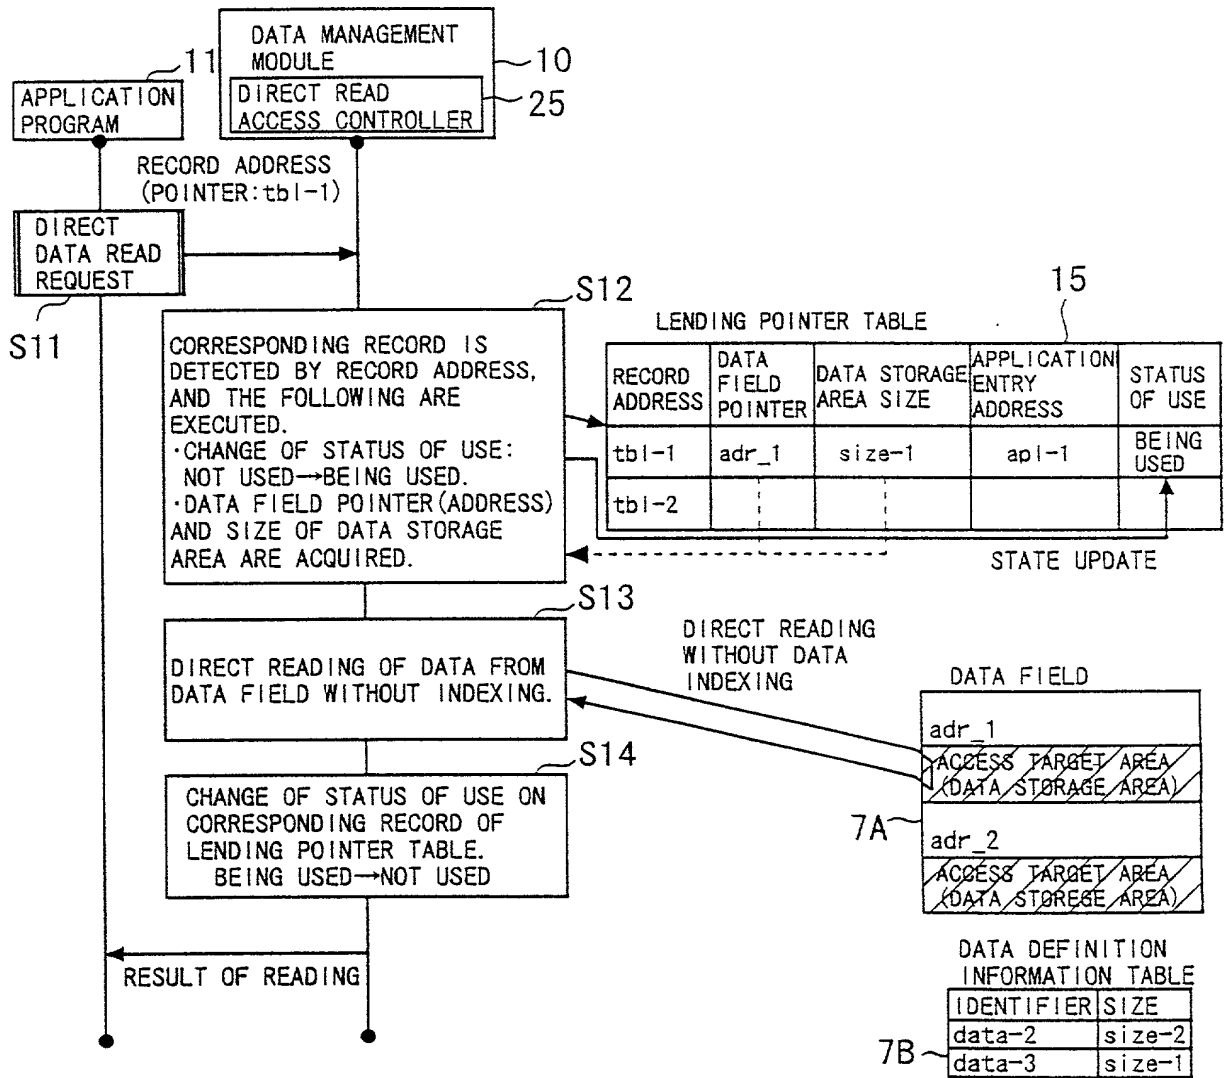 DATA MANAGEMENT
MODULE
10
11
APPLICATION
PROGRAM
DIRECT READ
ACCESS CONTROLLER
25
RECORD ADDRESS
(POINTER:tbl-1)
DIRECT
DATA READ
REQUEST
S11
S12
CORRESPONDING RECORD IS
DETECTED BY RECORD ADDRESS,
AND THE FOLLOWING ARE
EXECUTED.
·CHANGE OF STATUS OF USE:
NOT USED→BEING USED.
·DATA FIELD POINTER(ADDRESS)
AND SIZE OF DATA STORAGE
AREA ARE ACQUIRED.
15
LENDING POINTER TABLE
RECORD
ADDRESS
DATA
FIELD
POINTER
DATA STORAGE
AREA SIZE
APPLICATION
ENTRY
ADDRESS
STATUS
OF USE
tbl-1
adr_1
size-1
apl-1
BEING
USED
tbl-2
STATE UPDATE
S13
DIRECT READING OF DATA FROM
DATA FIELD WITHOUT INDEXING.
DIRECT READING
WITHOUT DATA
INDEXING
DATA FIELD
adr_1
ACCESS TARGET AREA
(DATA STORAGE AREA)
7A
adr_2
ACCESS TARGET AREA
(DATA STOREGE AREA)
S14
CHANGE OF STATUS OF USE ON
CORRESPONDING RECORD OF
LENDING POINTER TABLE.
BEING USED→NOT USED
RESULT OF READING
DATA DEFINITION
INFORMATION TABLE
IDENTIFIER SIZE
data-2 size-2
7B
data-3 size-1